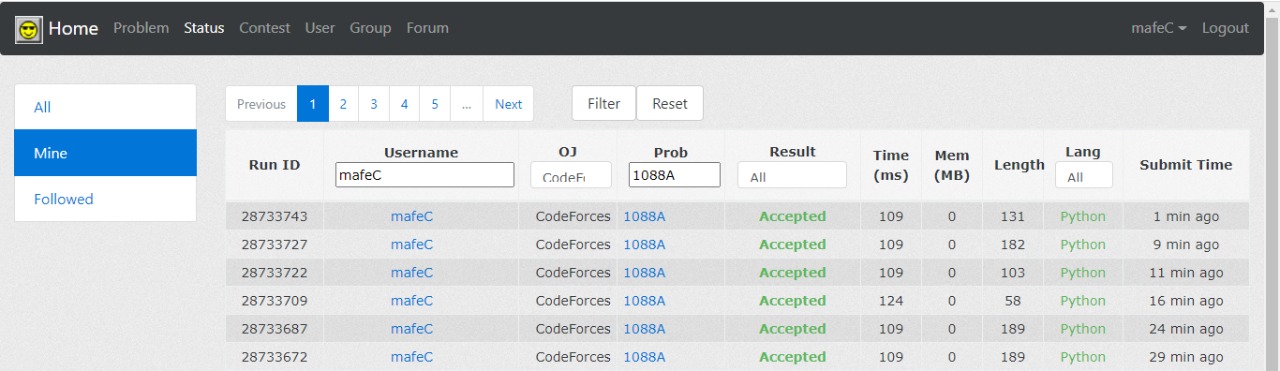 Home Problem Status Contest User Group Forum mafeC Logout
All
Mine
Followed
Previous 1 2 3 4 5 ... Next Filter Reset
Run ID Username OJ Prob Result Time (ms) Mem (MB) Length Lang Submit Time
mafeC 1088A All All
28733743 mafeC CodeForces 1088A Accepted 109 0 131 Python 1 min ago
28733727 mafeC CodeForces 1088A Accepted 109 0 182 Python 9 min ago
28733722 mafeC CodeForces 1088A Accepted 109 0 103 Python 11 min ago
28733709 mafeC CodeForces 1088A Accepted 124 0 58 Python 16 min ago
28733687 mafeC CodeForces 1088A Accepted 109 0 189 Python 24 min ago
28733672 mafeC CodeForces 1088A Accepted 109 0 189 Python 29 min ago